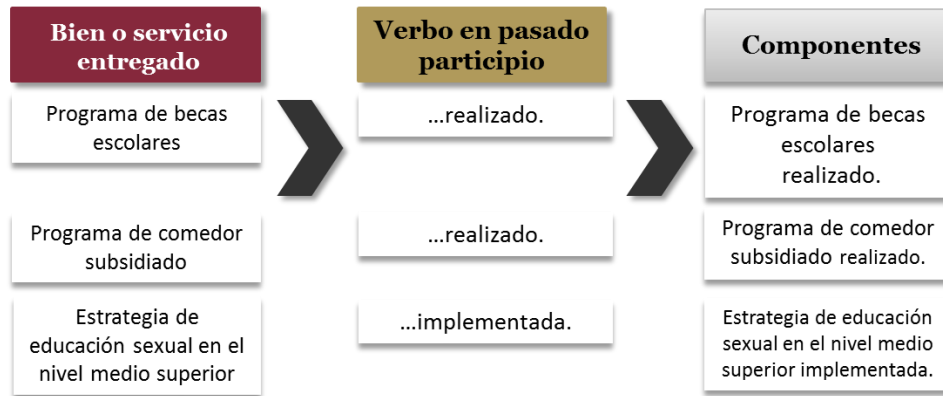 Bien o servicio
entregado
Verbo en pasado
participio
Componentes
Programa de becas
escolares
...realizado.
Programa de becas
escolares
realizado.
Programa de comedor
subsidiado
...realizado.
Programa de comedor
subsidiado realizado.
Estrategia de
educación sexual en el
nivel medio superior
...implementada.
Estrategia de educación
sexual en el nivel medio
superior implementada.